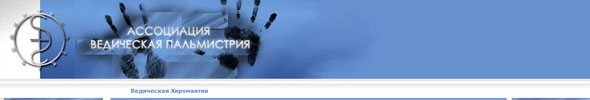 АССОЦИАЦИЯ
ВЕДИЧЕСКАЯ ПАЛЬМИСТРИЯ
Ведическая Хиромантия